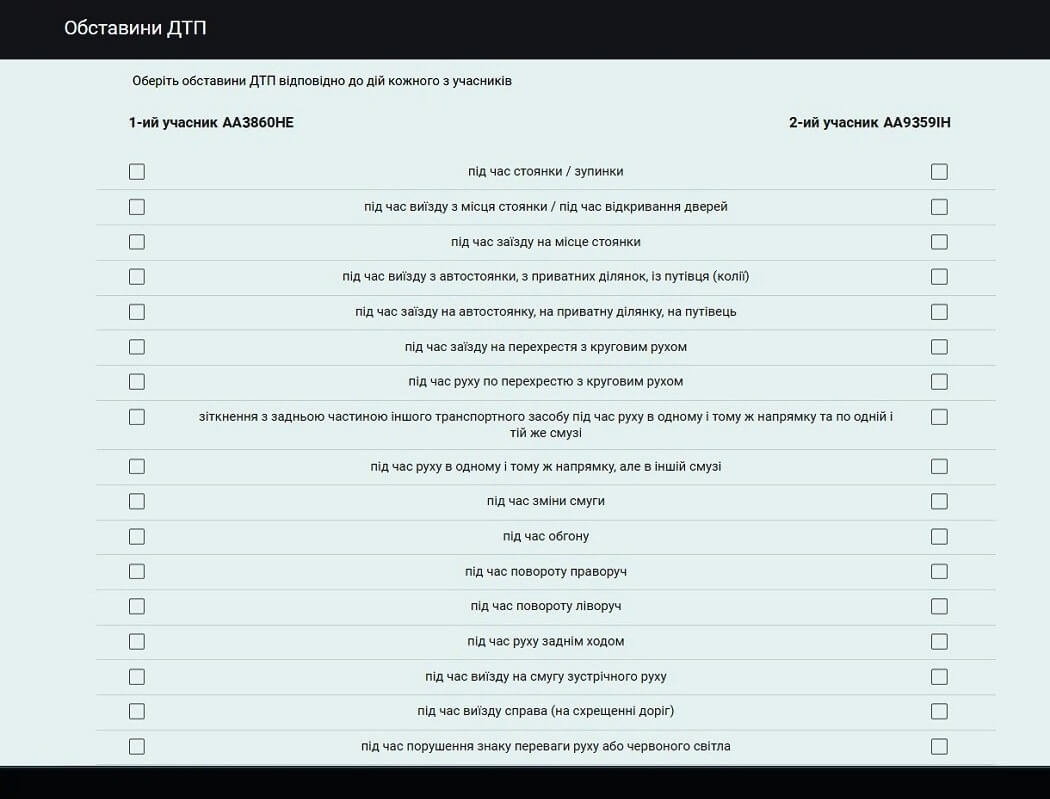 Обставини ДТП
Оберіть обставини ДТП відповідно до дій кожного з учасників
1-ий учасник AA3860HE
2-ий учасник AA9359IH
під час стоянки / зупинки
під час виїзду з місця стоянки / під час відкривання дверей
під час заїзду на місце стоянки
під час виїзду з автостоянки, з приватних ділянок, із путівця (колії)
під час заїзду на автостоянку, на приватну ділянку, на путівець
під час заїзду на перехрестя з круговим рухом
під час руху по перехрестю з круговим рухом
зіткнення з задньою частиною іншого транспортного засобу під час руху в одному і тому ж напрямку та по одній і
тій же смузі
під час руху в одному і тому ж напрямку, але в іншій смузі
під час зміни смуги
під час обгону
під час повороту праворуч
під час повороту ліворуч
під час руху заднім ходом
під час виїзду на смугу зустрічного руху
під час виїзду справа (на схрещенні доріг)
під час порушення знаку переваги руху або червоного світла